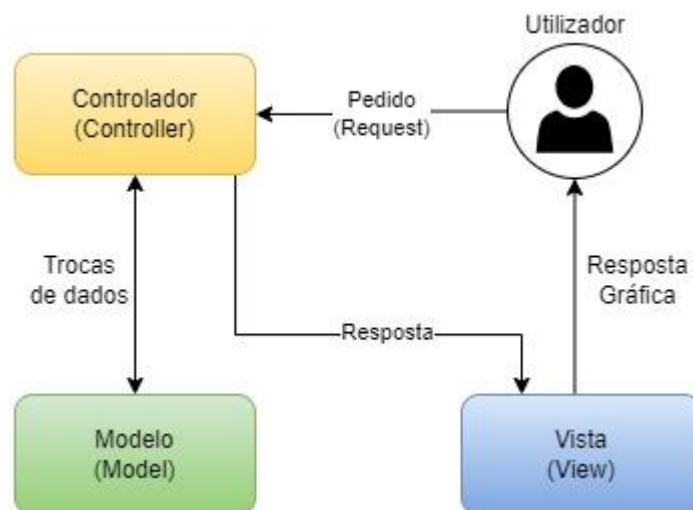 Utilizador
Controlador
(Controller)
Pedido
(Request)
Trocas
de dados
Resposta
Gráfica
Resposta
Modelo
(Model)
Vista
(View)